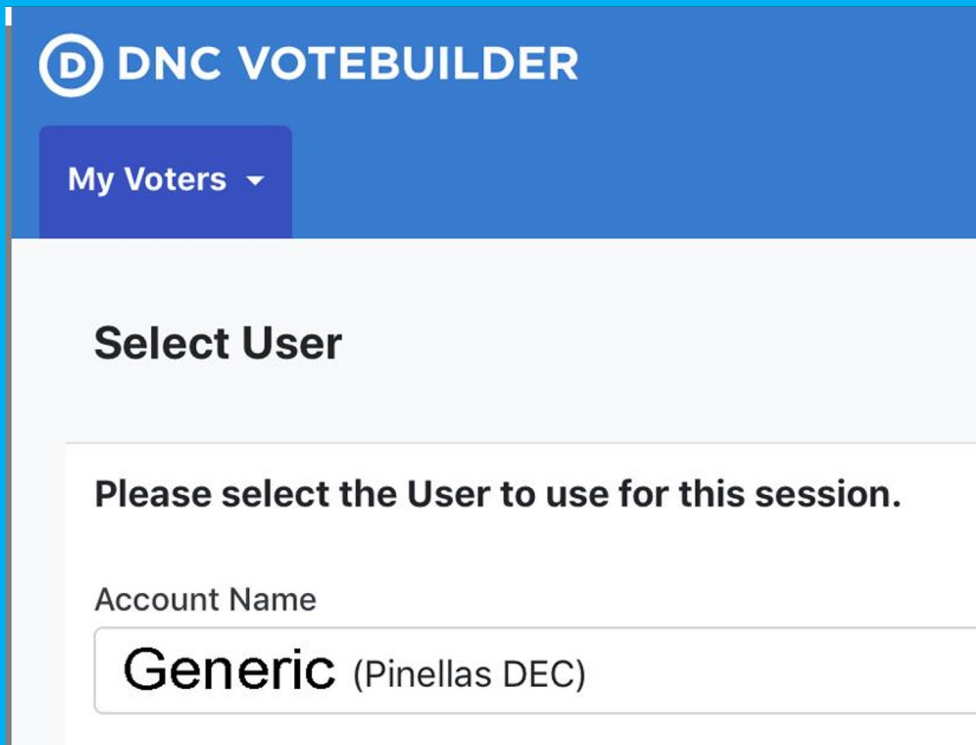 D DNC VOTEBUILDER
My Voters
Select User
Please select the User to use for this session.
Account Name
Generic (Pinellas DEC)